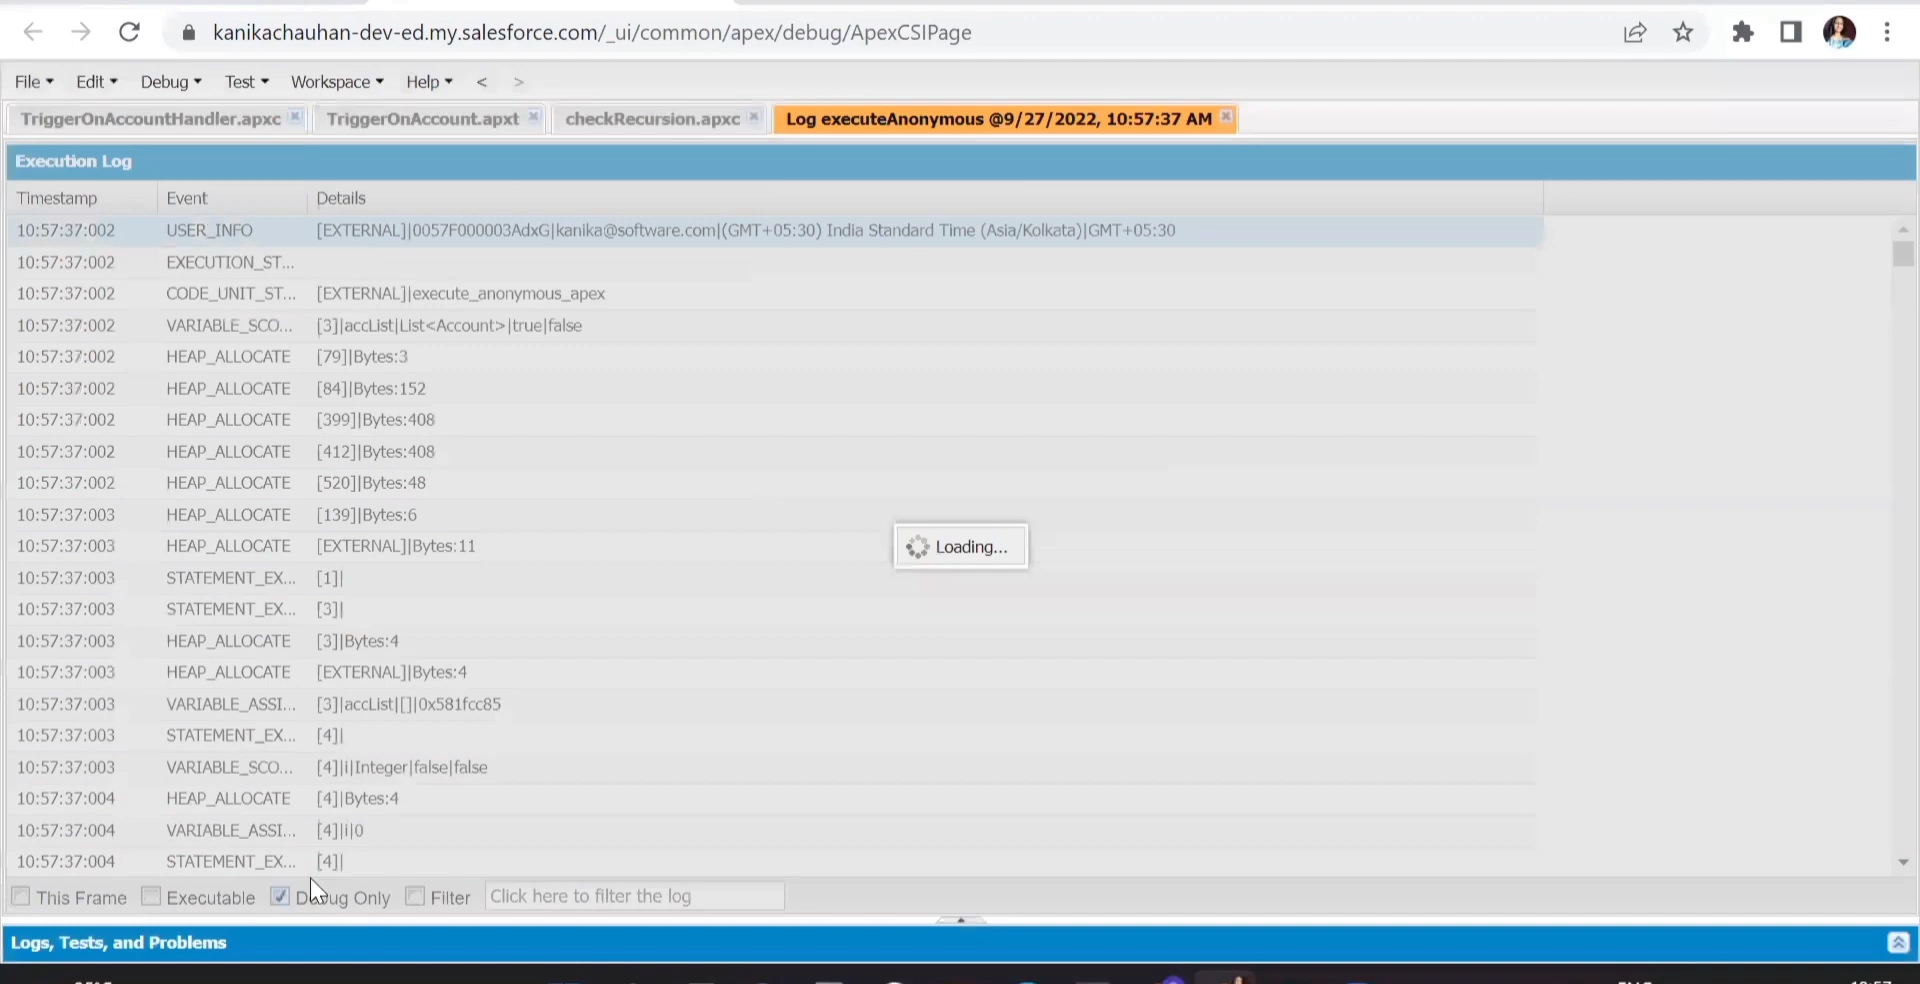 kanikachauhan-dev-ed.my.salesforce.com/_ui/common/apex/debug/ApexCSIPage
File Edit Debug Test Workspace Help < >
TriggerOnAccountHandler.apxc TriggerOnAccount.apxt checkRecursion.apxc Log executeAnonymous @9/27/2022, 10:57:37 AM
Execution Log
Timestamp Event Details
10:57:37:002 USER_INFO [EXTERNAL]|0057F000003AdxG|kanika@software.com|(GMT+05:30) India Standard Time (Asia/Kolkata)|GMT+05:30
10:57:37:002 EXECUTION_ST...
10:57:37:002 CODE_UNIT_ST... [EXTERNAL]|execute_anonymous_apex
10:57:37:002 VARIABLE_SCO... [3]|accList|List<Account>|true|false
10:57:37:002 HEAP_ALLOCATE [79]|Bytes:3
10:57:37:002 HEAP_ALLOCATE [84]|Bytes:152
10:57:37:002 HEAP_ALLOCATE [399]|Bytes:408
10:57:37:002 HEAP_ALLOCATE [412]|Bytes:408
10:57:37:002 HEAP_ALLOCATE [520]|Bytes:48
10:57:37:003 HEAP_ALLOCATE [139]|Bytes:6
10:57:37:003 HEAP_ALLOCATE [EXTERNAL]|Bytes:11
Loading...
10:57:37:003 STATEMENT_EX... [1]|
10:57:37:003 STATEMENT_EX... [3]|
10:57:37:003 HEAP_ALLOCATE [3]|Bytes:4
10:57:37:003 HEAP_ALLOCATE [EXTERNAL]|Bytes:4
10:57:37:003 VARIABLE_ASSI... [3]|accList|[]|0x581fcc85
10:57:37:003 STATEMENT_EX... [4]|
10:57:37:003 VARIABLE_SCO... [4]|i|Integer|false|false
10:57:37:004 HEAP_ALLOCATE [4]|Bytes:4
10:57:37:004 VARIABLE_ASSI... [4]|i|0
10:57:37:004 STATEMENT_EX... [4]|
This Frame Executable Debug Only Filter Click here to filter the log
Logs, Tests, and Problems